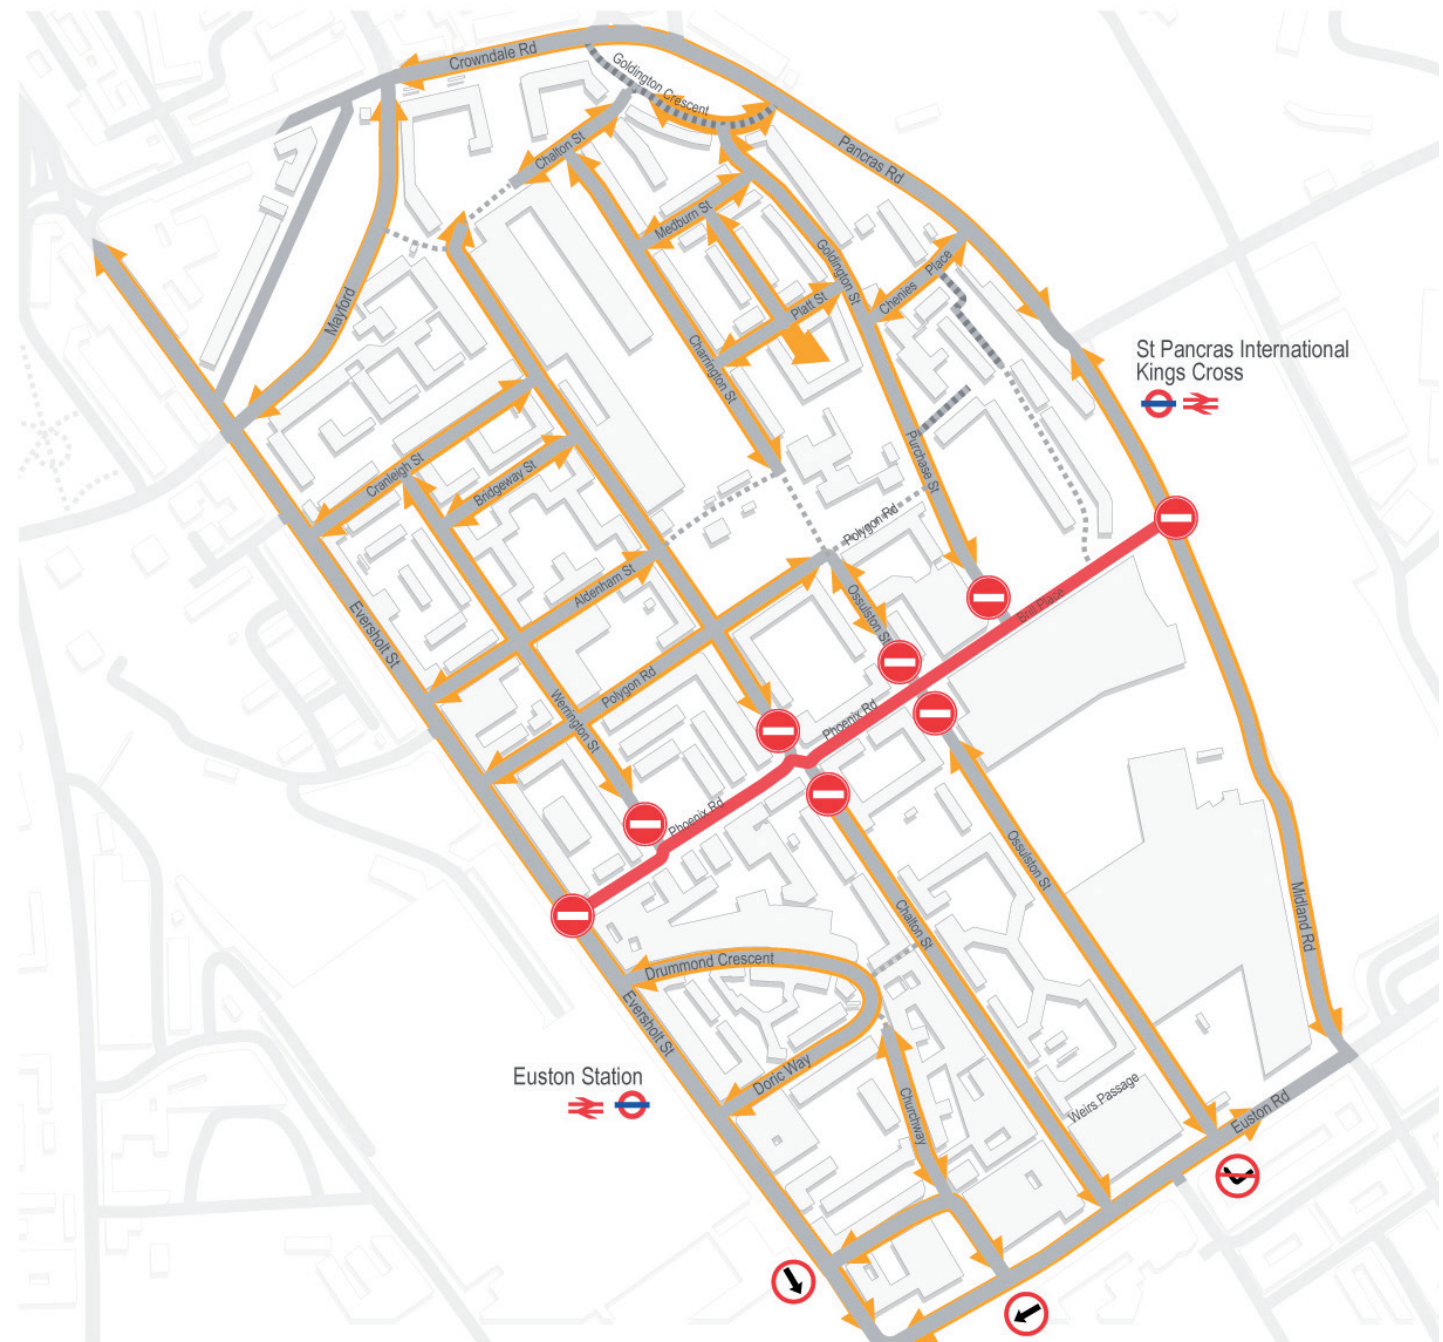 Crowndale Rd
Goldington Crescent
Chalton St
Pancras Rd
Medburn St
Goldington St
Chenies Place
Mayford
Platt St
Charrington St
St Pancras International
Kings Cross
Cranleigh St
Bridgeway St
Purchase St
Polygon Rd
Aldenham St
Ossulston St
Brill Place
Eversholt St
Polygon Rd
Werrington St
Phoenix Rd
Phoenix Rd
Ossulston St
Chalton St
Midland Rd
Drummond Crescent
Eversholt St
Euston Station
Doric Way
Churchway
Weirs Passage
Euston Rd